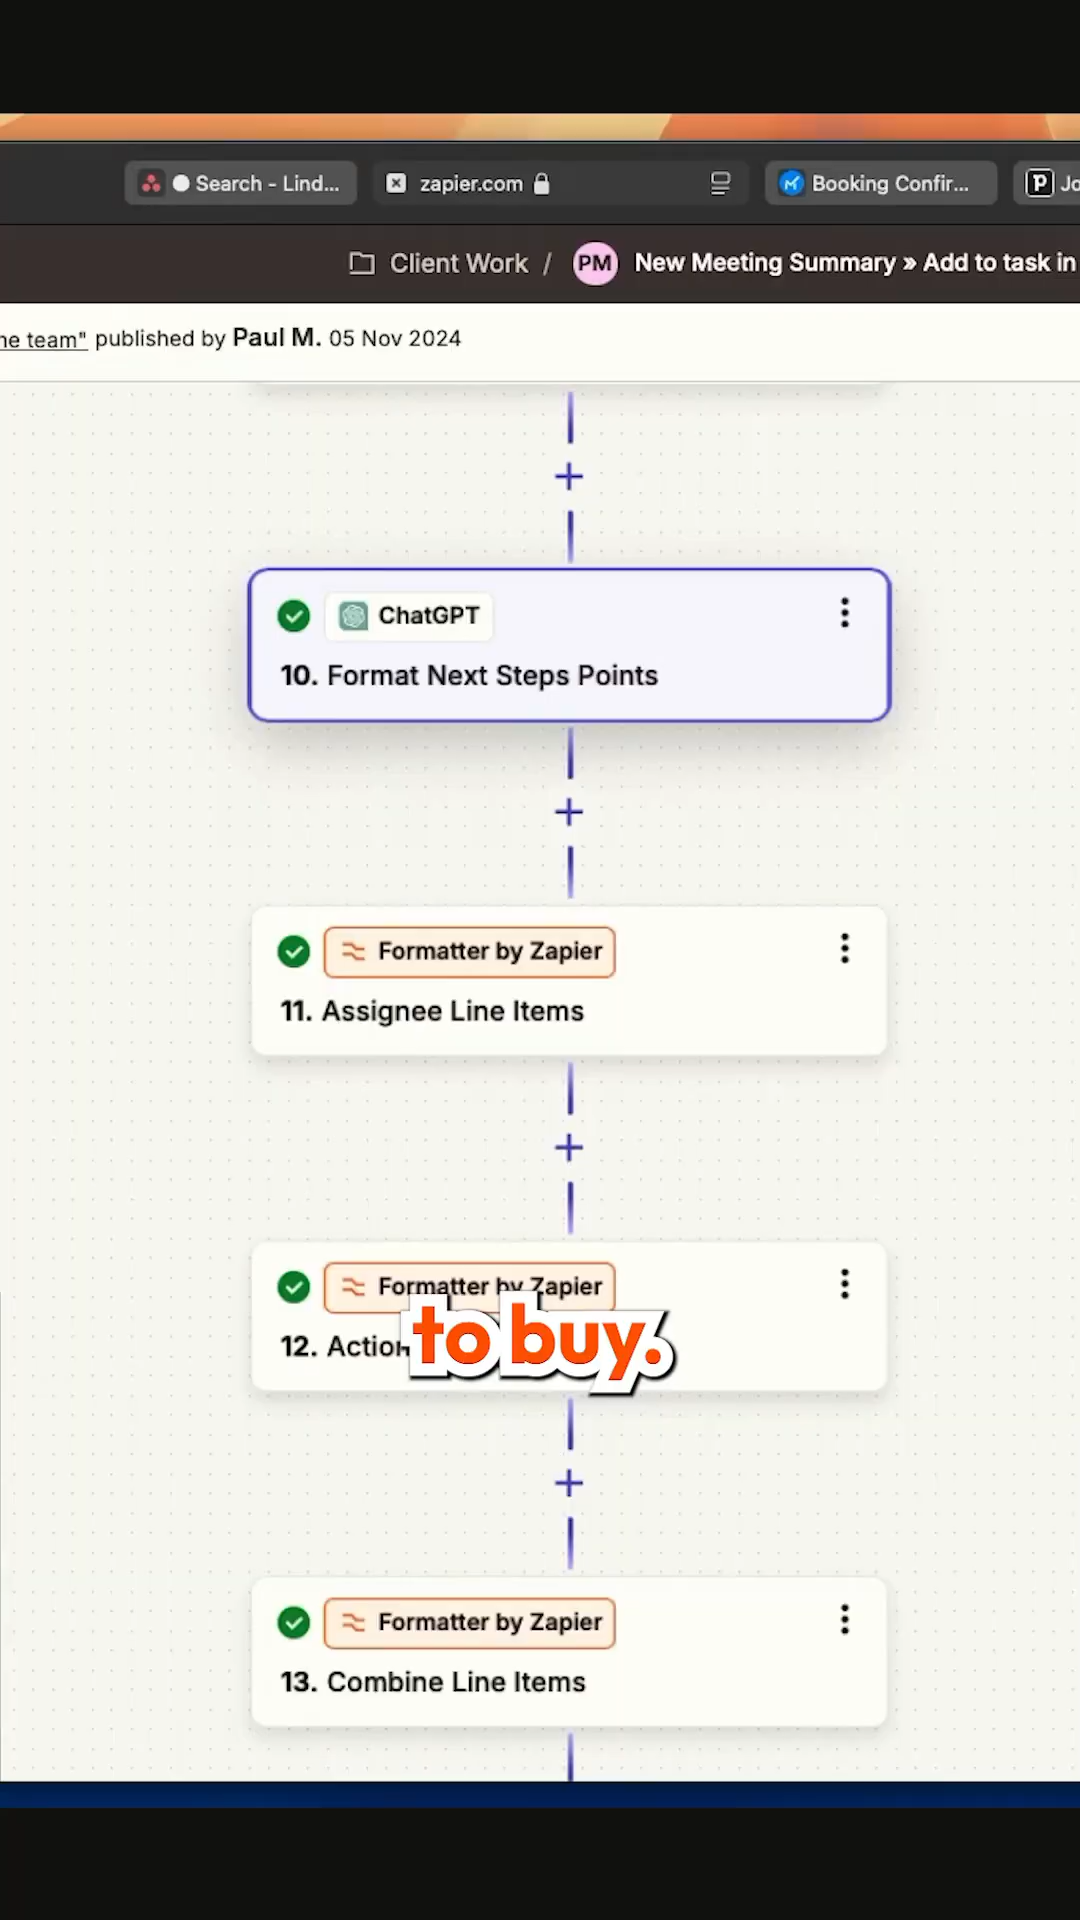 Search - Lind...
zapier.com
Booking Confir...
Client Work /
PM
New Meeting Summary » Add to task in
team" published by Paul M. 05 Nov 2024
ChatGPT
10. Format Next Steps Points
Formatter by Zapier
11. Assignee Line Items
Formatter by Zapier
12. Action
to buy.
Formatter by Zapier
13. Combine Line Items